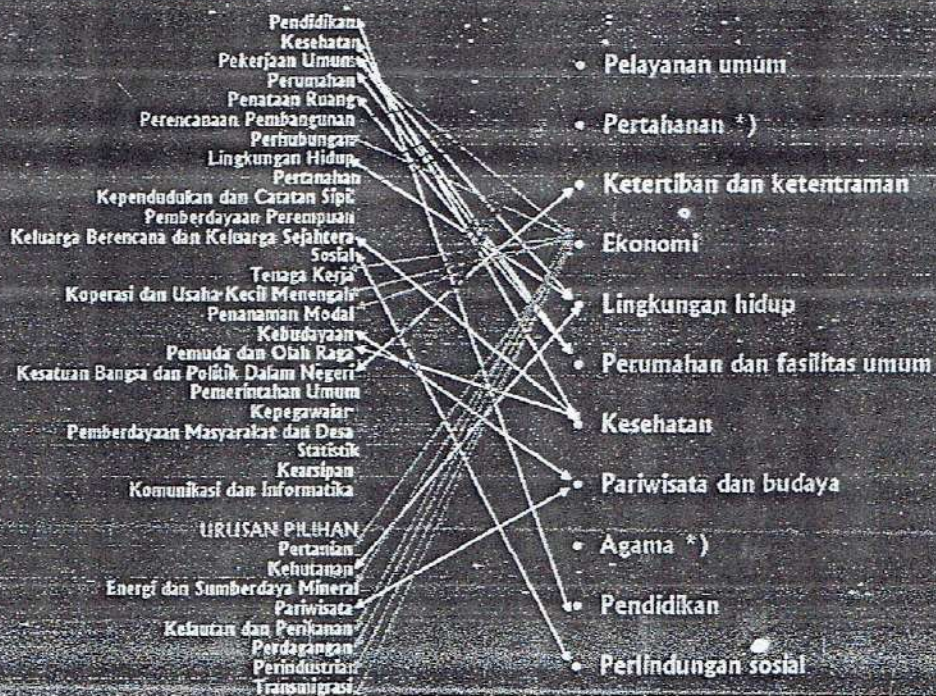 Pendidikan
Kesehatan
Pekerjaan Umum
Perumahan
Penataan Ruang
Perencanaan Pembangunan
Perhubungan
Lingkungan Hidup
Pertanahan
Kependudukan dan Catatan Sipil
Pemberdayaan Perempuan
Keluarga Berencana dan Keluarga Sejahtera
Sosial
Tenaga Kerja
Koperasi dan Usaha Kecil Menengah
Penanaman Modal
Kebudayaan
Pemuda dan Olah Raga
Kesatuan Bangsa dan Politik Dalam Negeri
Pemerintahan Umum
Kepegawaian
Pemberdayaan Masyarakat dan Desa
Statistik
Kearsipan
Komunikasi dan Informatika
URUSAN PILIHAN
Pertanian
Kehutanan
Energi dan Sumberdaya Mineral
Pariwisata
Kelautan dan Perikanan
Perdagangan
Perindustrian
Transmigrasi
• Pelayanan umum
• Pertahanan *)
• Ketertiban dan ketentraman
• Ekonomi
• Lingkungan hidup
• Perumahan dan fasilitas umum
• Kesehatan
• Pariwisata dan budaya
• Agama *)
• Pendidikan
• Perlindungan sosial